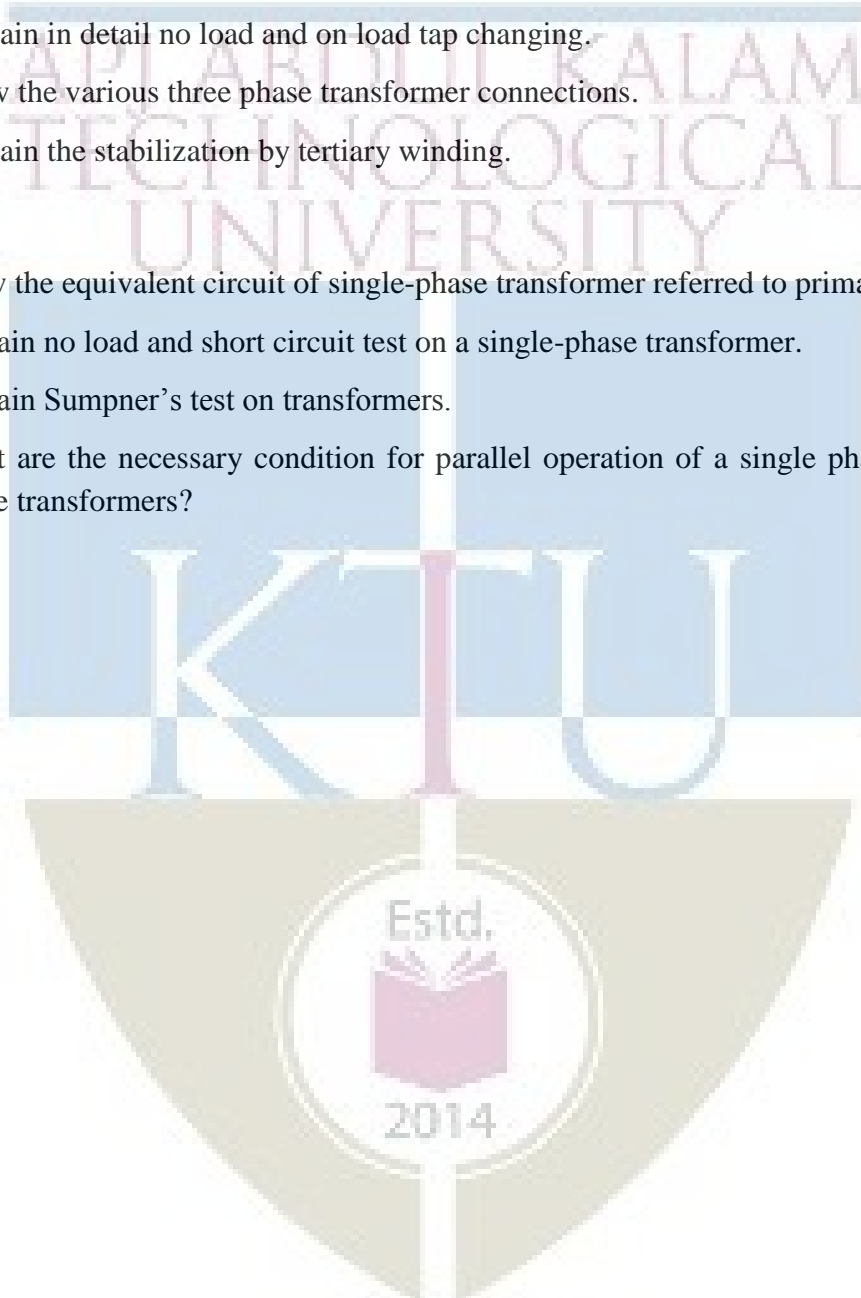 ain in detail no load and on load tap changing.
APJ ABDUL KALAM
w the various three phase transformer connections.
TECHNOLOGICAL
ain the stabilization by tertiary winding.
UNIVERSITY
w the equivalent circuit of single-phase transformer referred to prima
ain no load and short circuit test on a single-phase transformer.
ain Sumpner’s test on transformers.
t are the necessary condition for parallel operation of a single ph
e transformers?
KTU
Estd.
2014